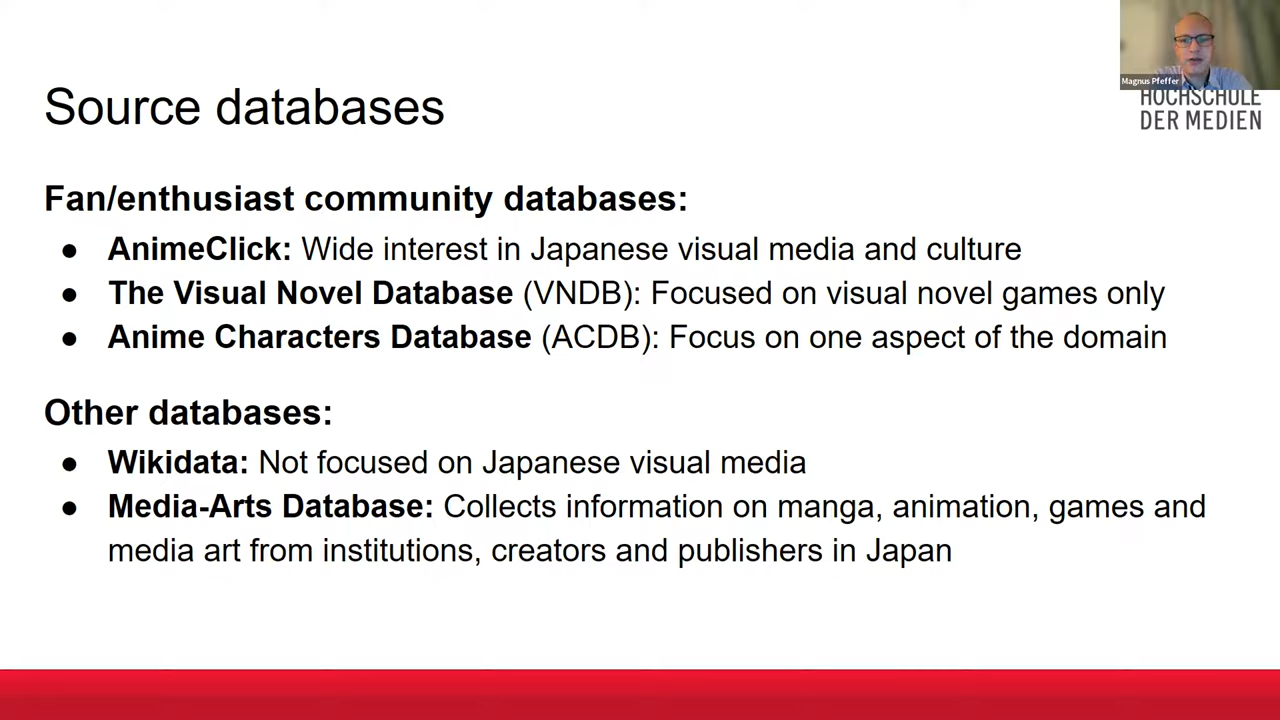 Magnus Pfeffer
HOCHSCHULE
DER MEDIEN
Source databases
Fan/enthusiast community databases:
● AnimeClick: Wide interest in Japanese visual media and culture
● The Visual Novel Database (VNDB): Focused on visual novel games only
● Anime Characters Database (ACDB): Focus on one aspect of the domain
Other databases:
● Wikidata: Not focused on Japanese visual media
● Media-Arts Database: Collects information on manga, animation, games and
media art from institutions, creators and publishers in Japan